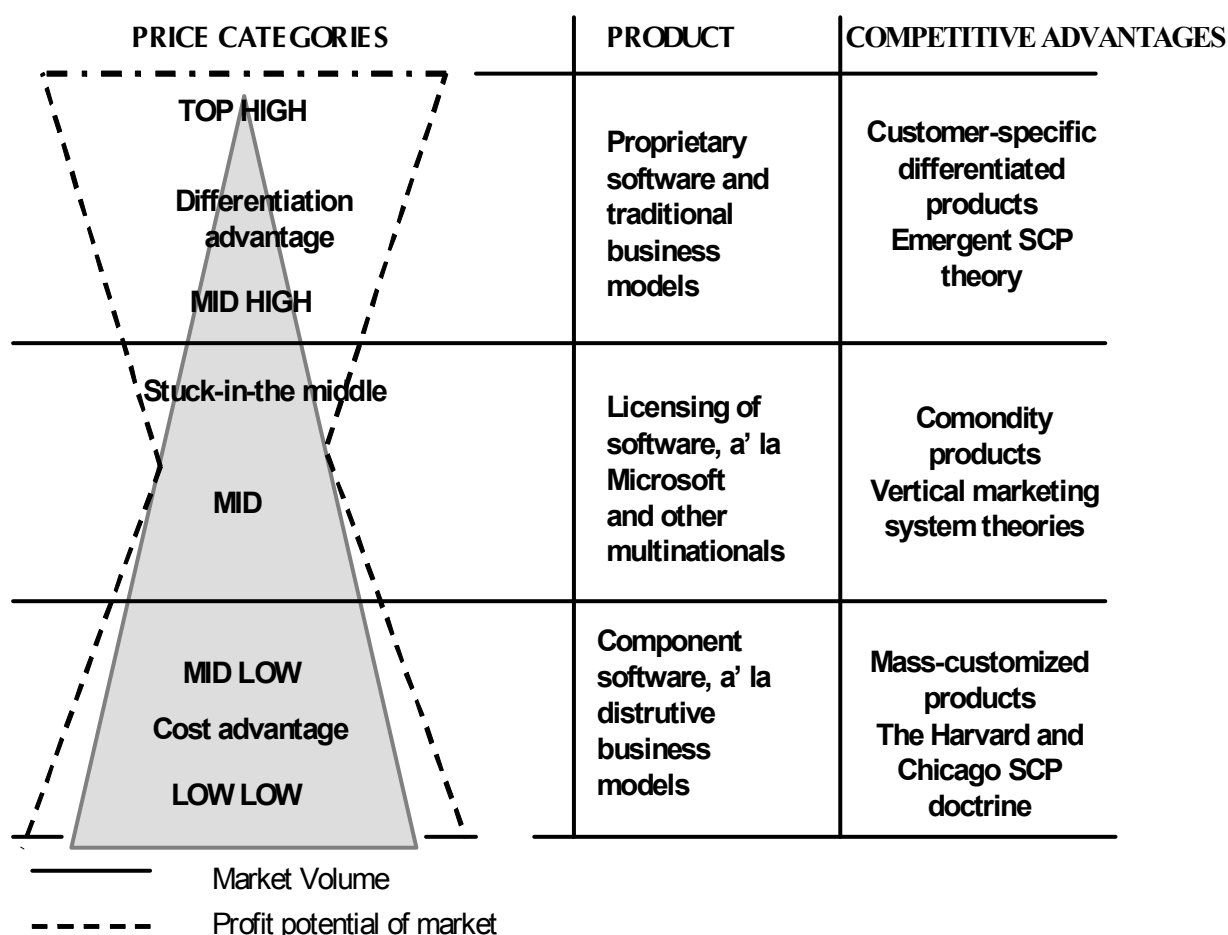 PRICE CATEGORIES
PRODUCT
COMPETITIVE ADVANTAGES
TOP HIGH
Differentiation
advantage
MID HIGH
Proprietary
software and
traditional
business
models
Customer-specific
differentiated
products
Emergent SCP
theory
Stuck-in-the middle
MID
Licensing of
software, a' la
Microsoft
and other
multinationals
Comondity
products
Vertical marketing
system theories
MID LOW
Cost advantage
LOW LOW
Component
software, a' la
distrutive
business
models
Mass-customized
products
The Harvard and
Chicago SCP
doctrine
Market Volume
Profit potential of market